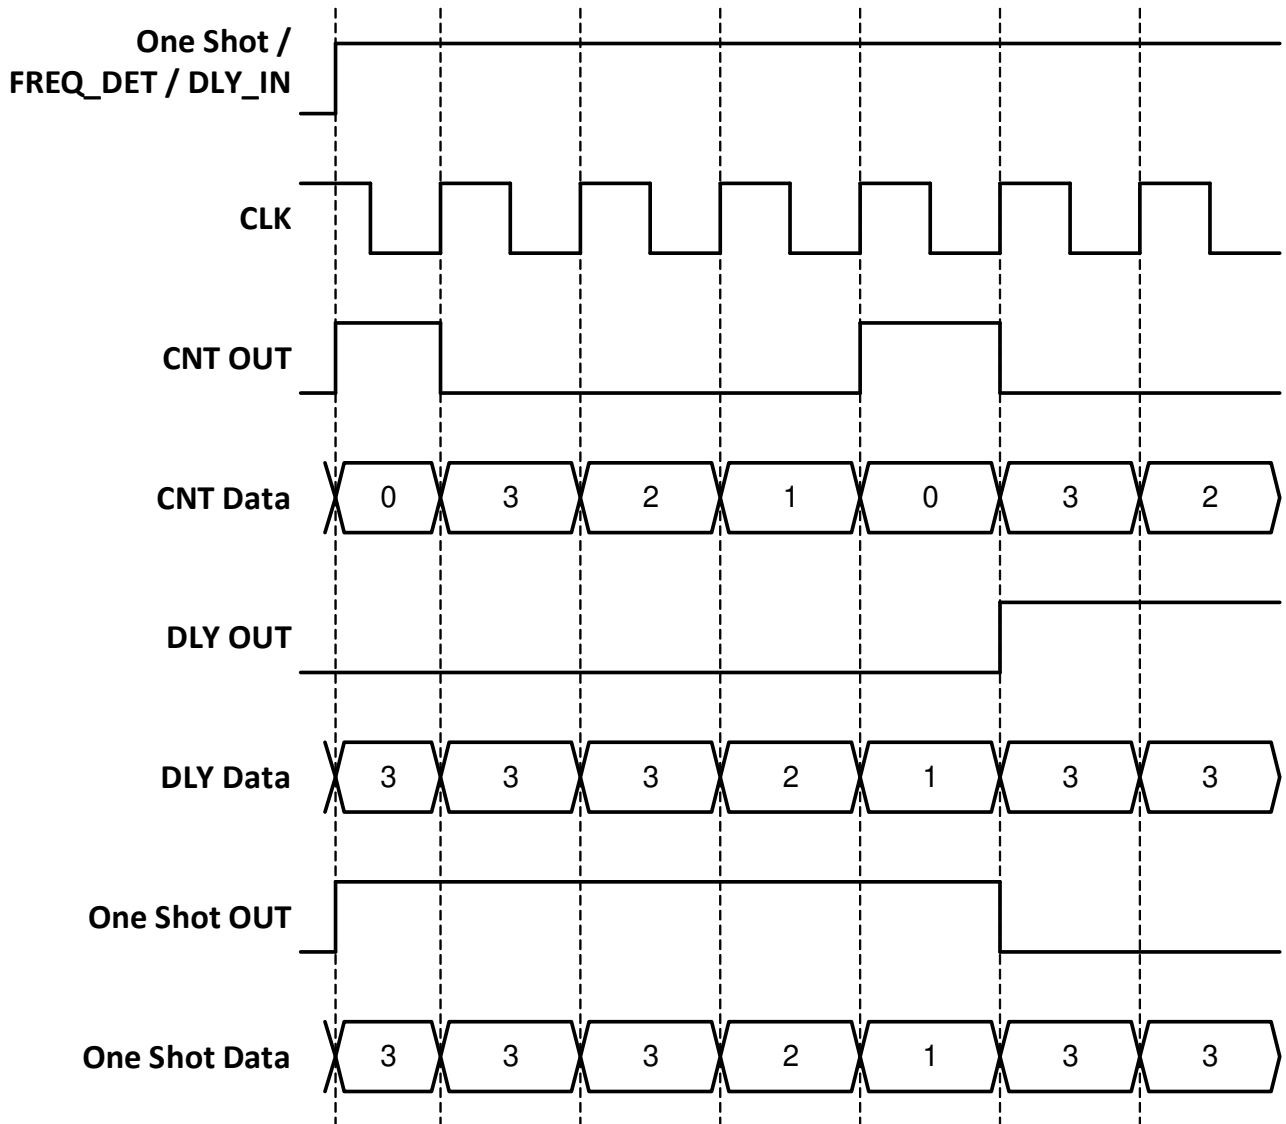 One Shot /
FREQ_DET / DLY_IN
CLK
CNT OUT
CNT Data 0 3 2 1 0 3 2
DLY OUT
DLY Data 3 3 3 2 1 3 3
One Shot OUT
One Shot Data 3 3 3 2 1 3 3